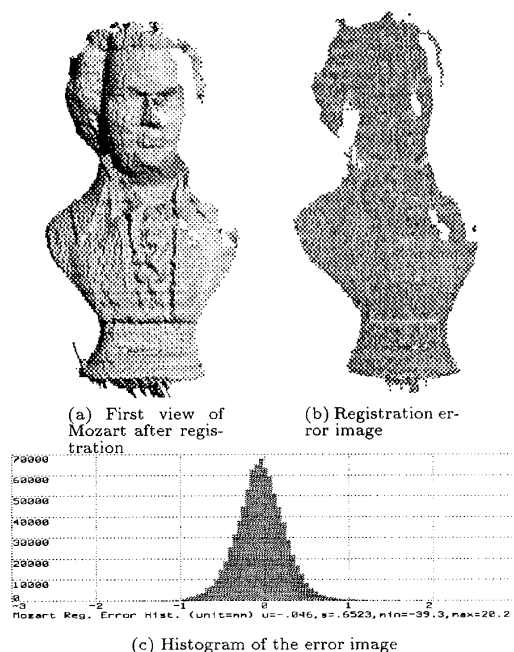 (a) First view of
Mozart after regis-
tration
(b) Registration er-
ror image
70000
60000
50000
40000
30000
20000
10000
0
-3 -2 -1 0 1 2
Mozart Reg. Error Hist. (unit=mm) u=-.046,s=.6523,min=-39.3,max=20.2
(c) Histogram of the error image